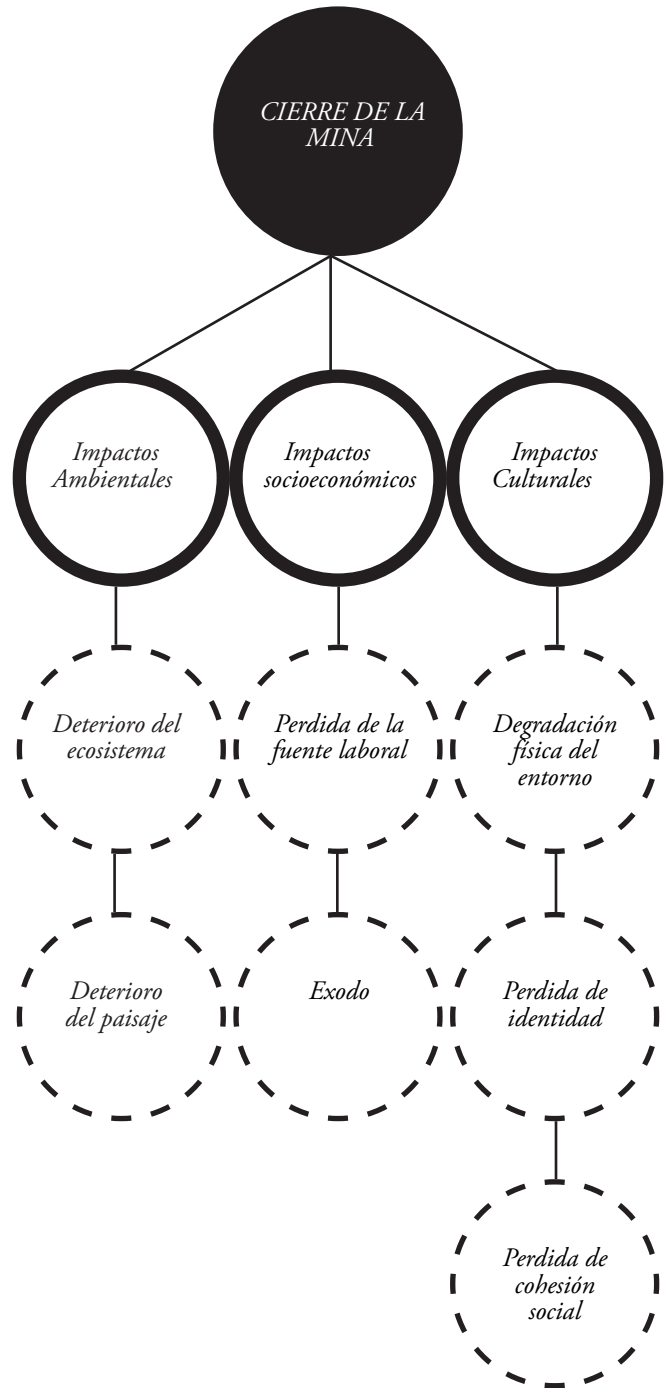 CIERRE DE LA
MINA
Impactos
Ambientales
Impactos
socioeconómicos
Impactos
Culturales
Deterioro del
ecosistema
Perdida de la
fuente laboral
Degradación
física del
entorno
Deterioro
del paisaje
Exodo
Perdida de
identidad
Perdida de
cohesión
social